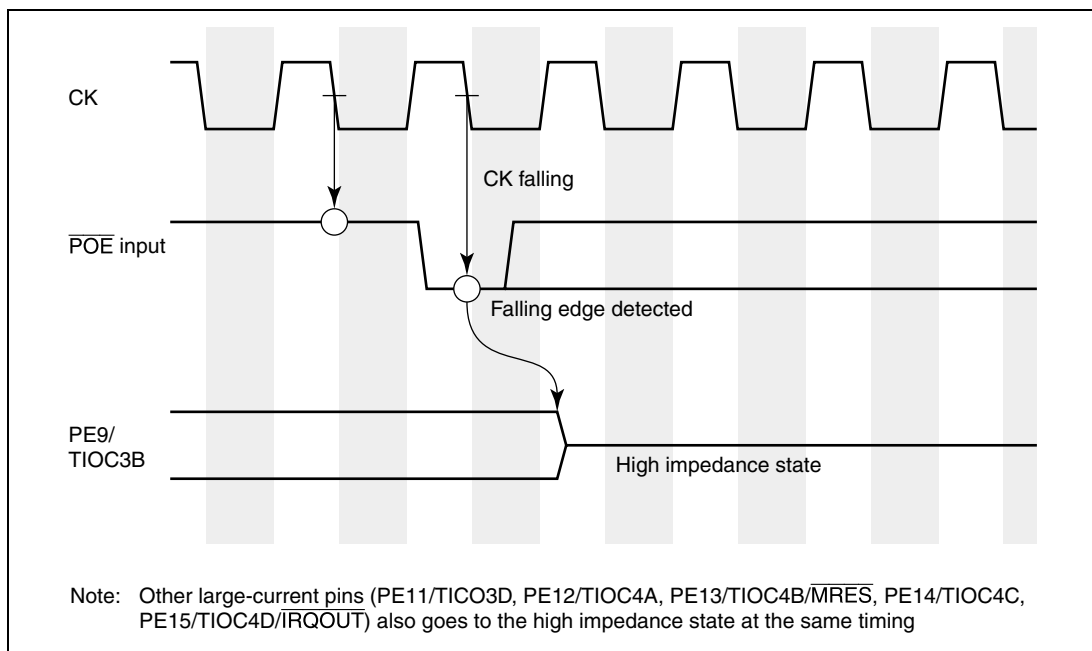 CK
CK falling
POE input
Falling edge detected
PE9/
TIOC3B
High impedance state
Note: Other large-current pins (PE11/TICO3D, PE12/TIOC4A, PE13/TIOC4B/MRES, PE14/TIOC4C,
PE15/TIOC4D/IRQOUT) also goes to the high impedance state at the same timing